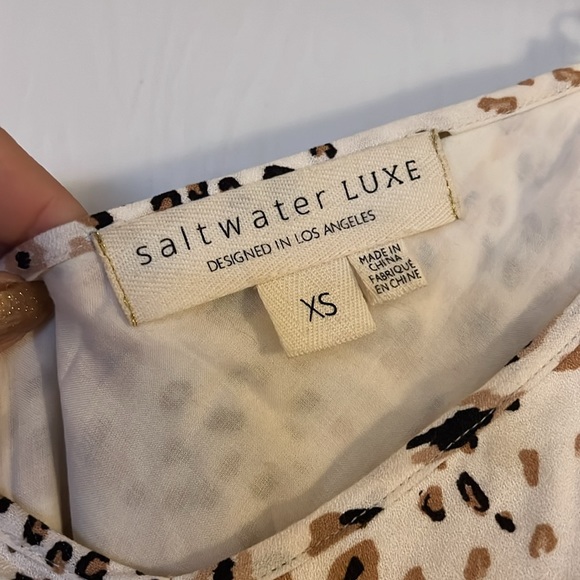 saltwater LUXE
DESIGNED IN LOS ANGELES
XS
MADE IN
CHINA
FABRIQUÉ
EN CHINE